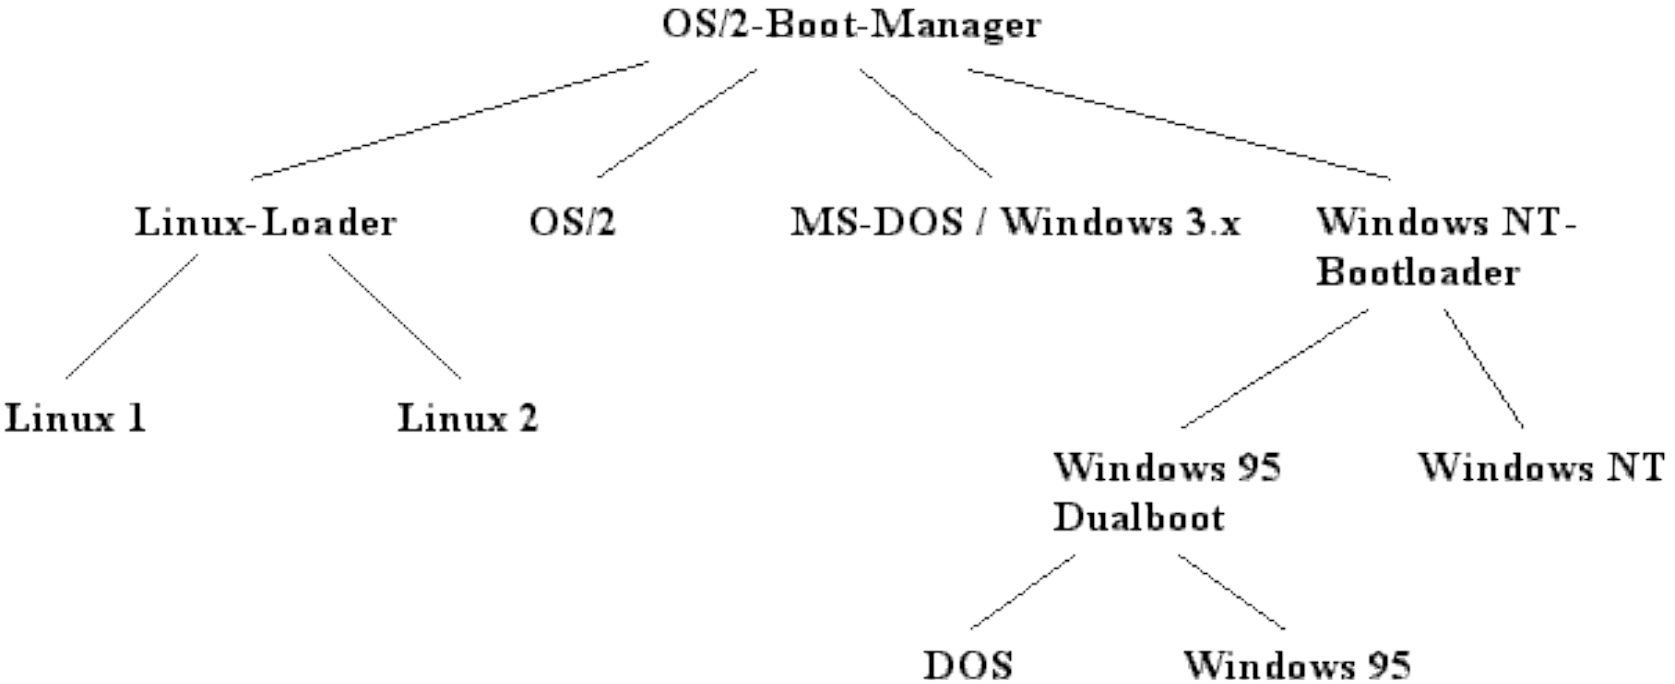 OS/2-Boot-Manager
Linux-Loader
OS/2
MS-DOS / Windows 3.x
Windows NT-
Bootloader
Linux 1
Linux 2
Windows 95
Dualboot
Windows NT
DOS
Windows 95